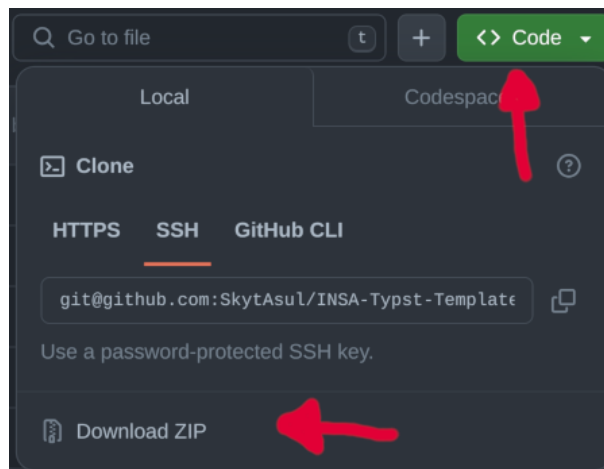 Go to file t + <> Code
Local Codespac
Clone ?
HTTPS SSH GitHub CLI
git@github.com:SkytAsul/INSA-Typst-Template
Use a password-protected SSH key.
Download ZIP